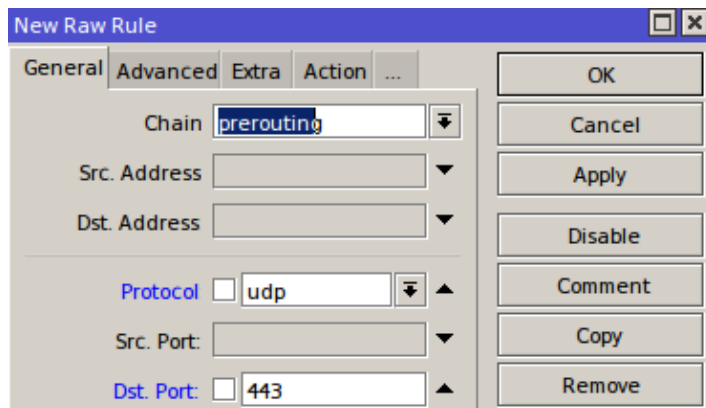 New Raw Rule
General Advanced Extra Action ...
OK
Chain prerouting
Cancel
Src. Address
Apply
Dst. Address
Disable
Protocol udp
Comment
Src. Port:
Copy
Dst. Port: 443
Remove